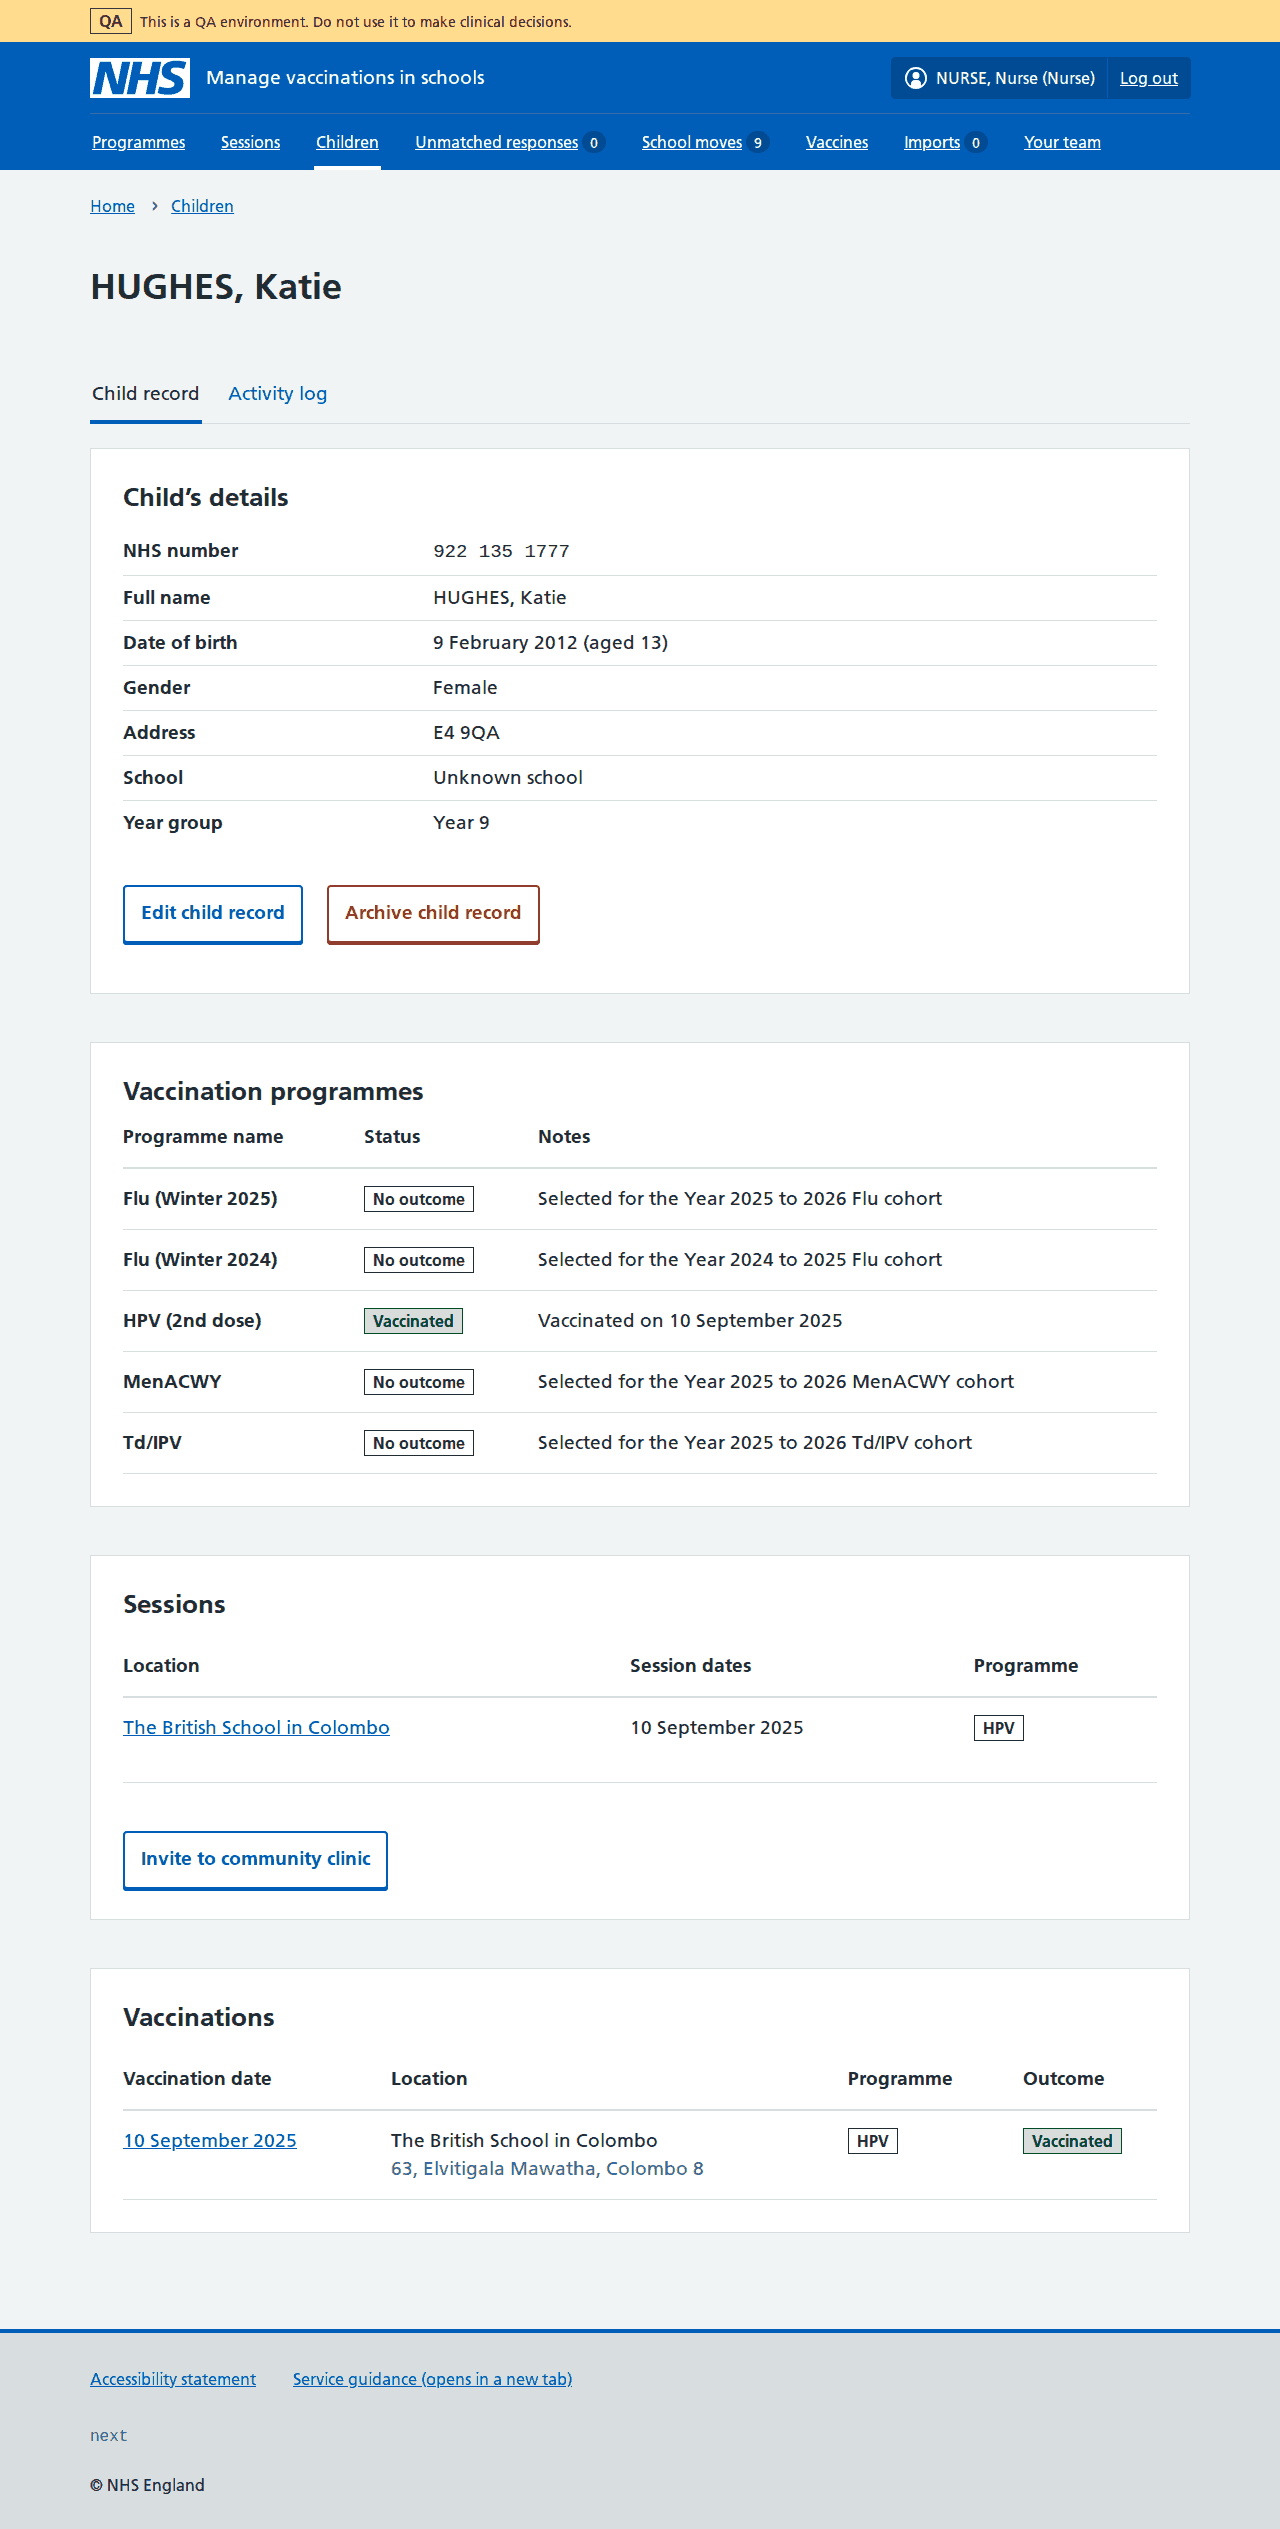 QA This is a QA environment. Do not use it to make clinical decisions.
NHS Manage vaccinations in schools NURSE, Nurse (Nurse) Log out
Programmes Sessions Children Unmatched responses 0 School moves 9 Vaccines Imports 0 Your team
Home › Children
HUGHES, Katie
Child record Activity log
Child’s details
NHS number 922 135 1777
Full name HUGHES, Katie
Date of birth 9 February 2012 (aged 13)
Gender Female
Address E4 9QA
School Unknown school
Year group Year 9
Edit child record Archive child record
Vaccination programmes
Programme name Status Notes
Flu (Winter 2025) No outcome Selected for the Year 2025 to 2026 Flu cohort
Flu (Winter 2024) No outcome Selected for the Year 2024 to 2025 Flu cohort
HPV (2nd dose) Vaccinated Vaccinated on 10 September 2025
MenACWY No outcome Selected for the Year 2025 to 2026 MenACWY cohort
Td/IPV No outcome Selected for the Year 2025 to 2026 Td/IPV cohort
Sessions
Location Session dates Programme
The British School in Colombo 10 September 2025 HPV
Invite to community clinic
Vaccinations
Vaccination date Location Programme Outcome
10 September 2025 The British School in Colombo HPV Vaccinated
63, Elvitigala Mawatha, Colombo 8
Accessibility statement Service guidance (opens in a new tab)
next
© NHS England